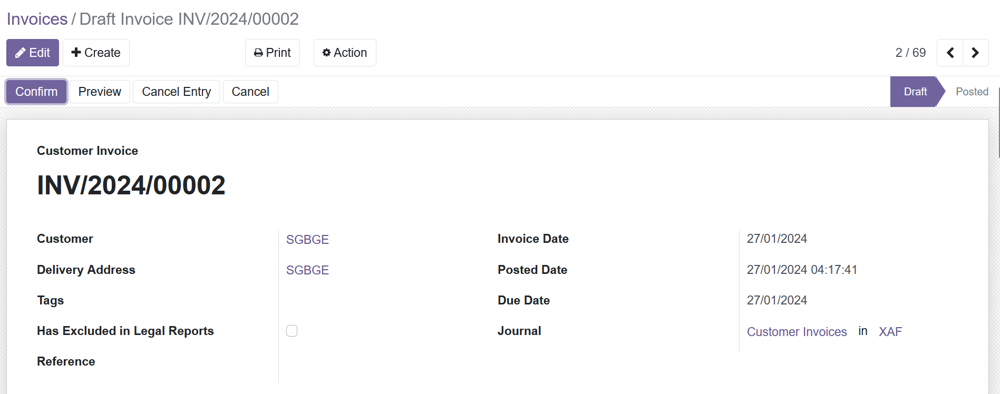 Invoices / Draft Invoice INV/2024/00002
Edit Create Print Action 2 / 69
Confirm Preview Cancel Entry Cancel Draft Posted
Customer Invoice
INV/2024/00002
Customer SGBGE Invoice Date 27/01/2024
Delivery Address SGBGE Posted Date 27/01/2024 04:17:41
Tags Due Date 27/01/2024
Has Excluded in Legal Reports Journal Customer Invoices in XAF
Reference